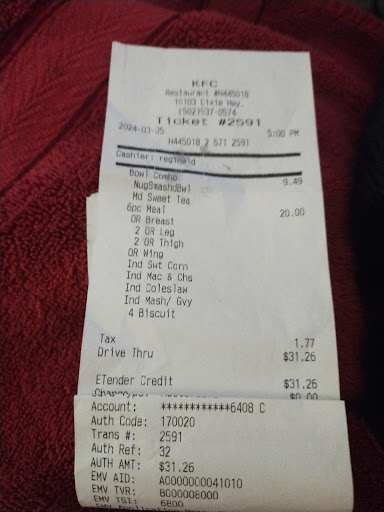 KFC
Restaurant #H445018
10103 Dixie Hwy.
(502)537-0574
Ticket #2591
2024-03-05 5:00 PM
H445018 2 571 2591
Cashier: reginald
Bowl Combo 9.49
NugSmashdBwl
Md Sweet Tea
6pc Meal 20.00
OR Breast
2 OR Leg
2 OR Thigh
OR Wing
Ind Swt Corn
Ind Mac & Chs
Ind Coleslaw
Ind Mash/ Gvy
4 Biscuit
Tax 1.77
Drive Thru $31.26
ETender Credit $31.26
$0.00
Account: ************6408 C
Auth Code: 170020
Trans #: 2591
Auth Ref: 32
AUTH AMT: $31.26
EMV AID: A0000000041010
EMV TVR: B000008000
EMV TSI: 6800